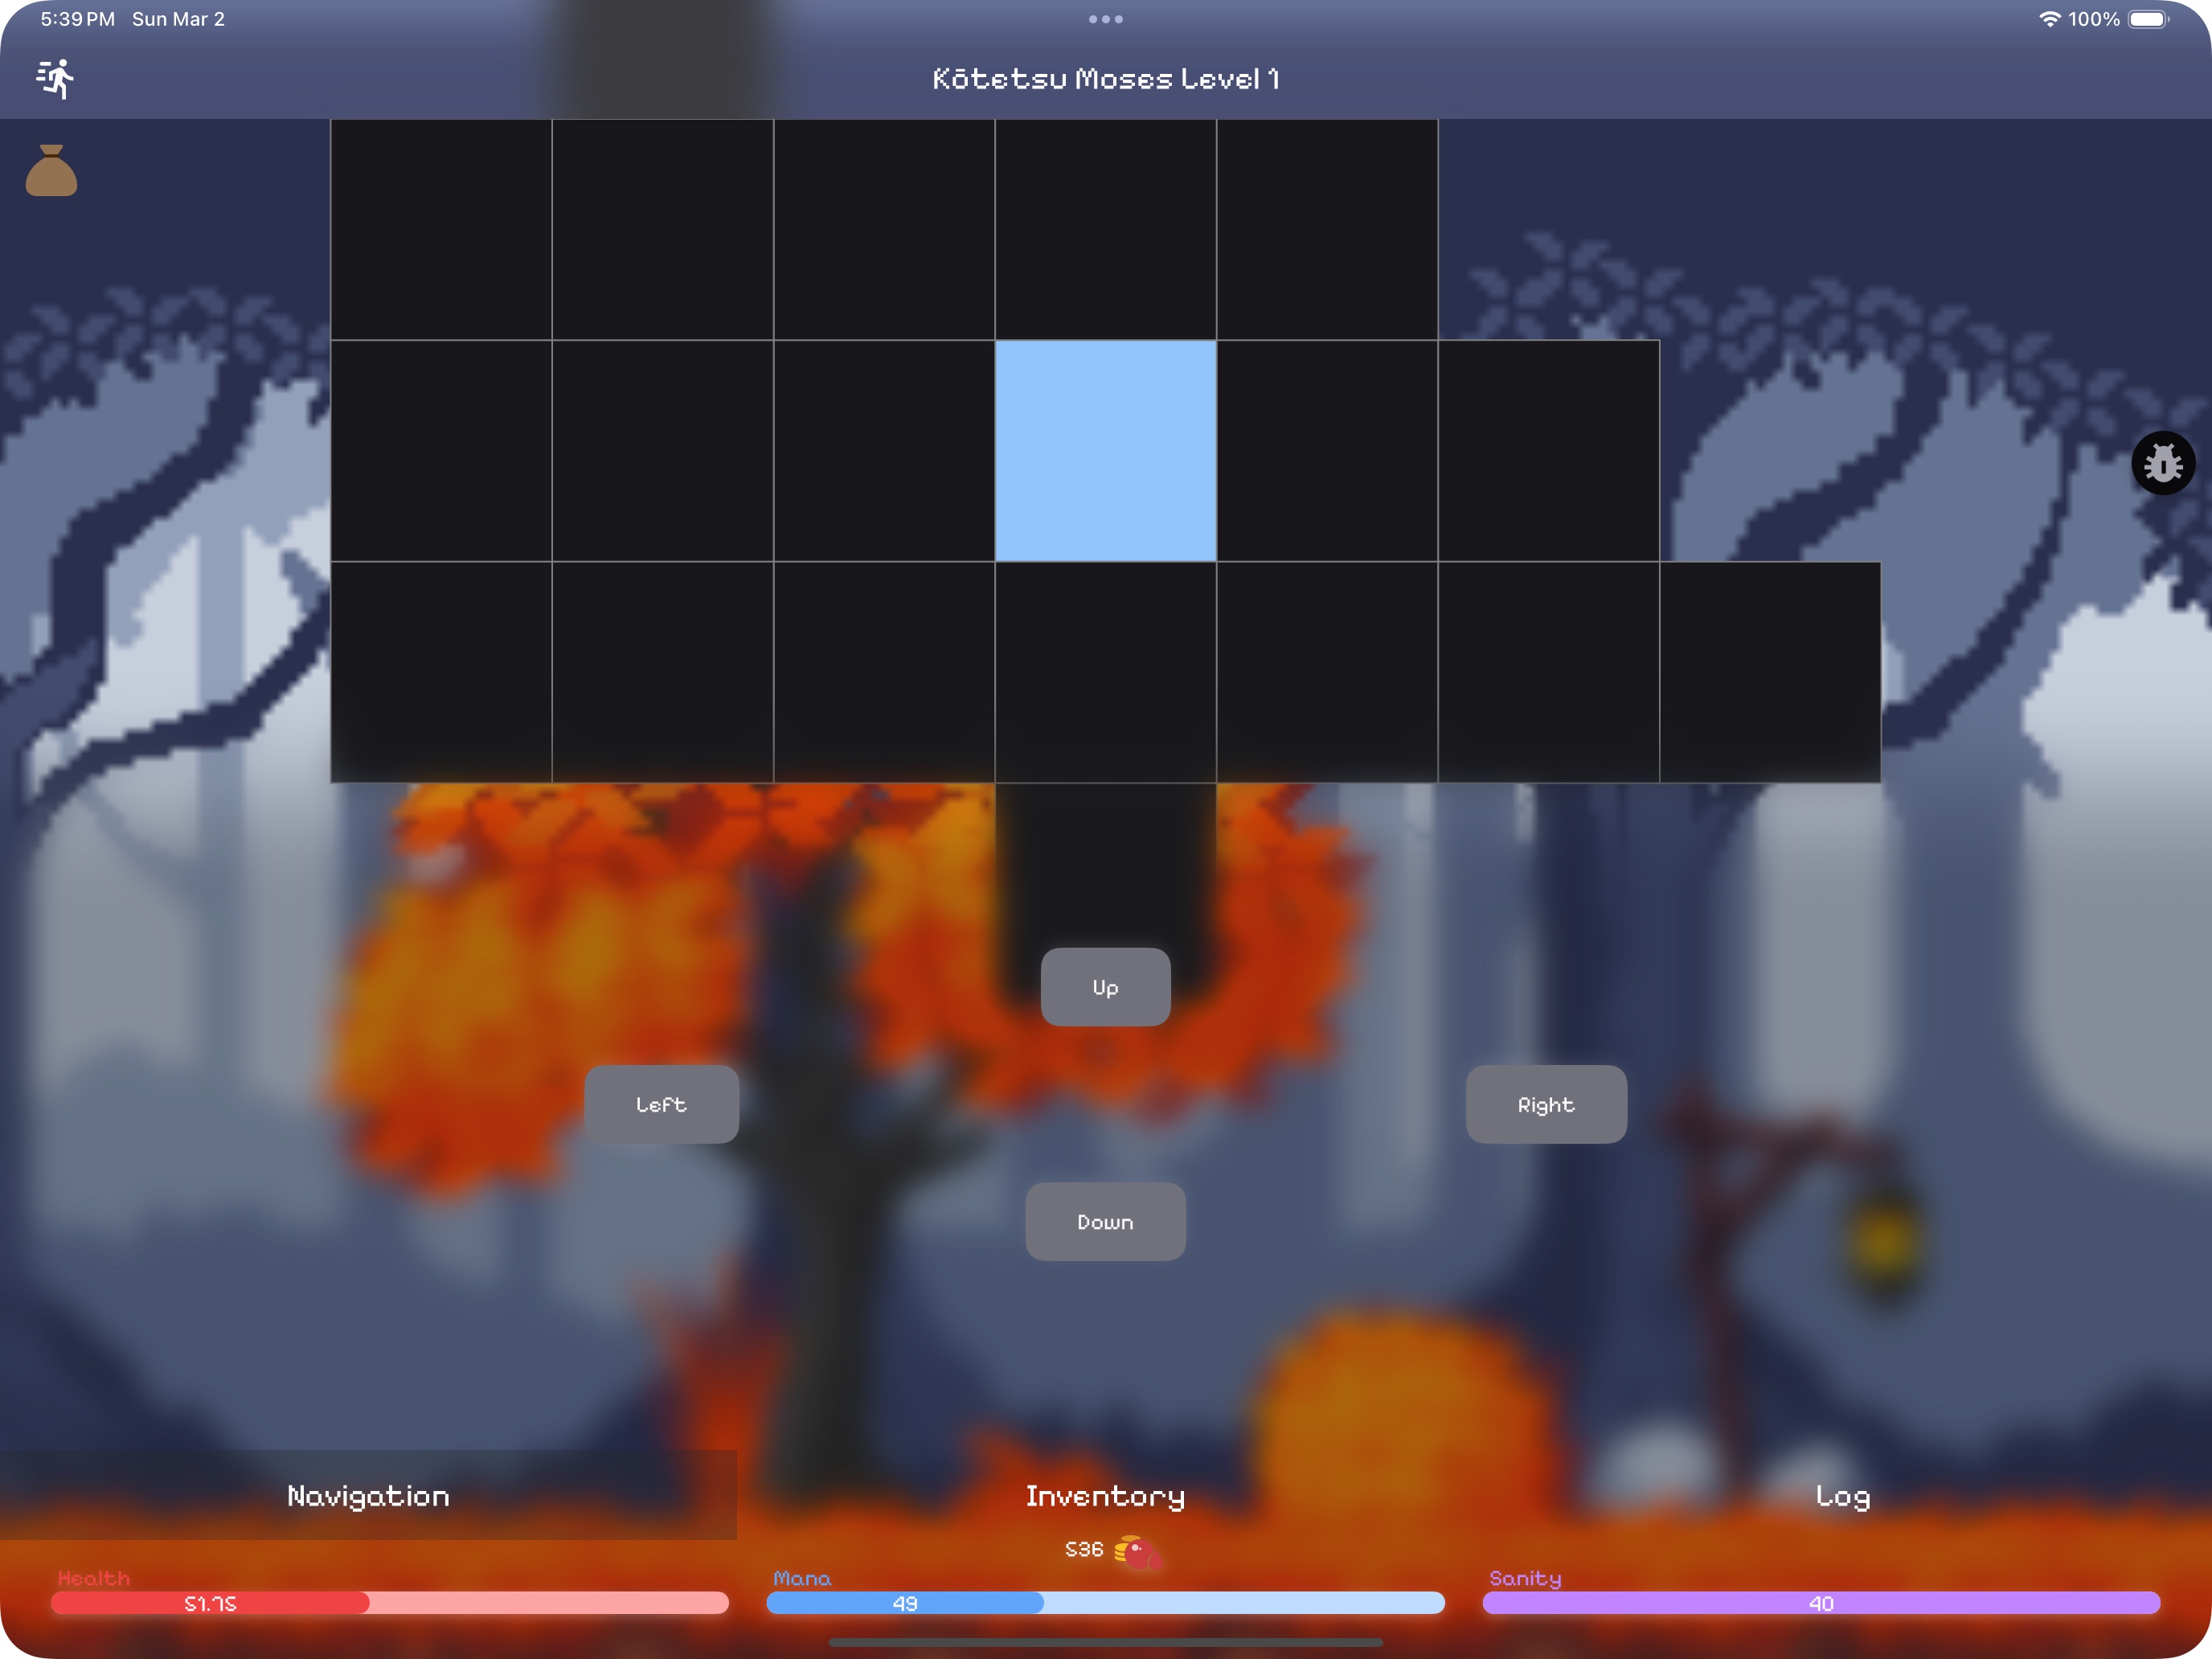 5:39 PM Sun Mar 2
100%
Kōtetsu Moses Level 1
Up
Left
Right
Down
Navigation
Inventory
Log
536
Health
Mana
Sanity
51.75
49
40